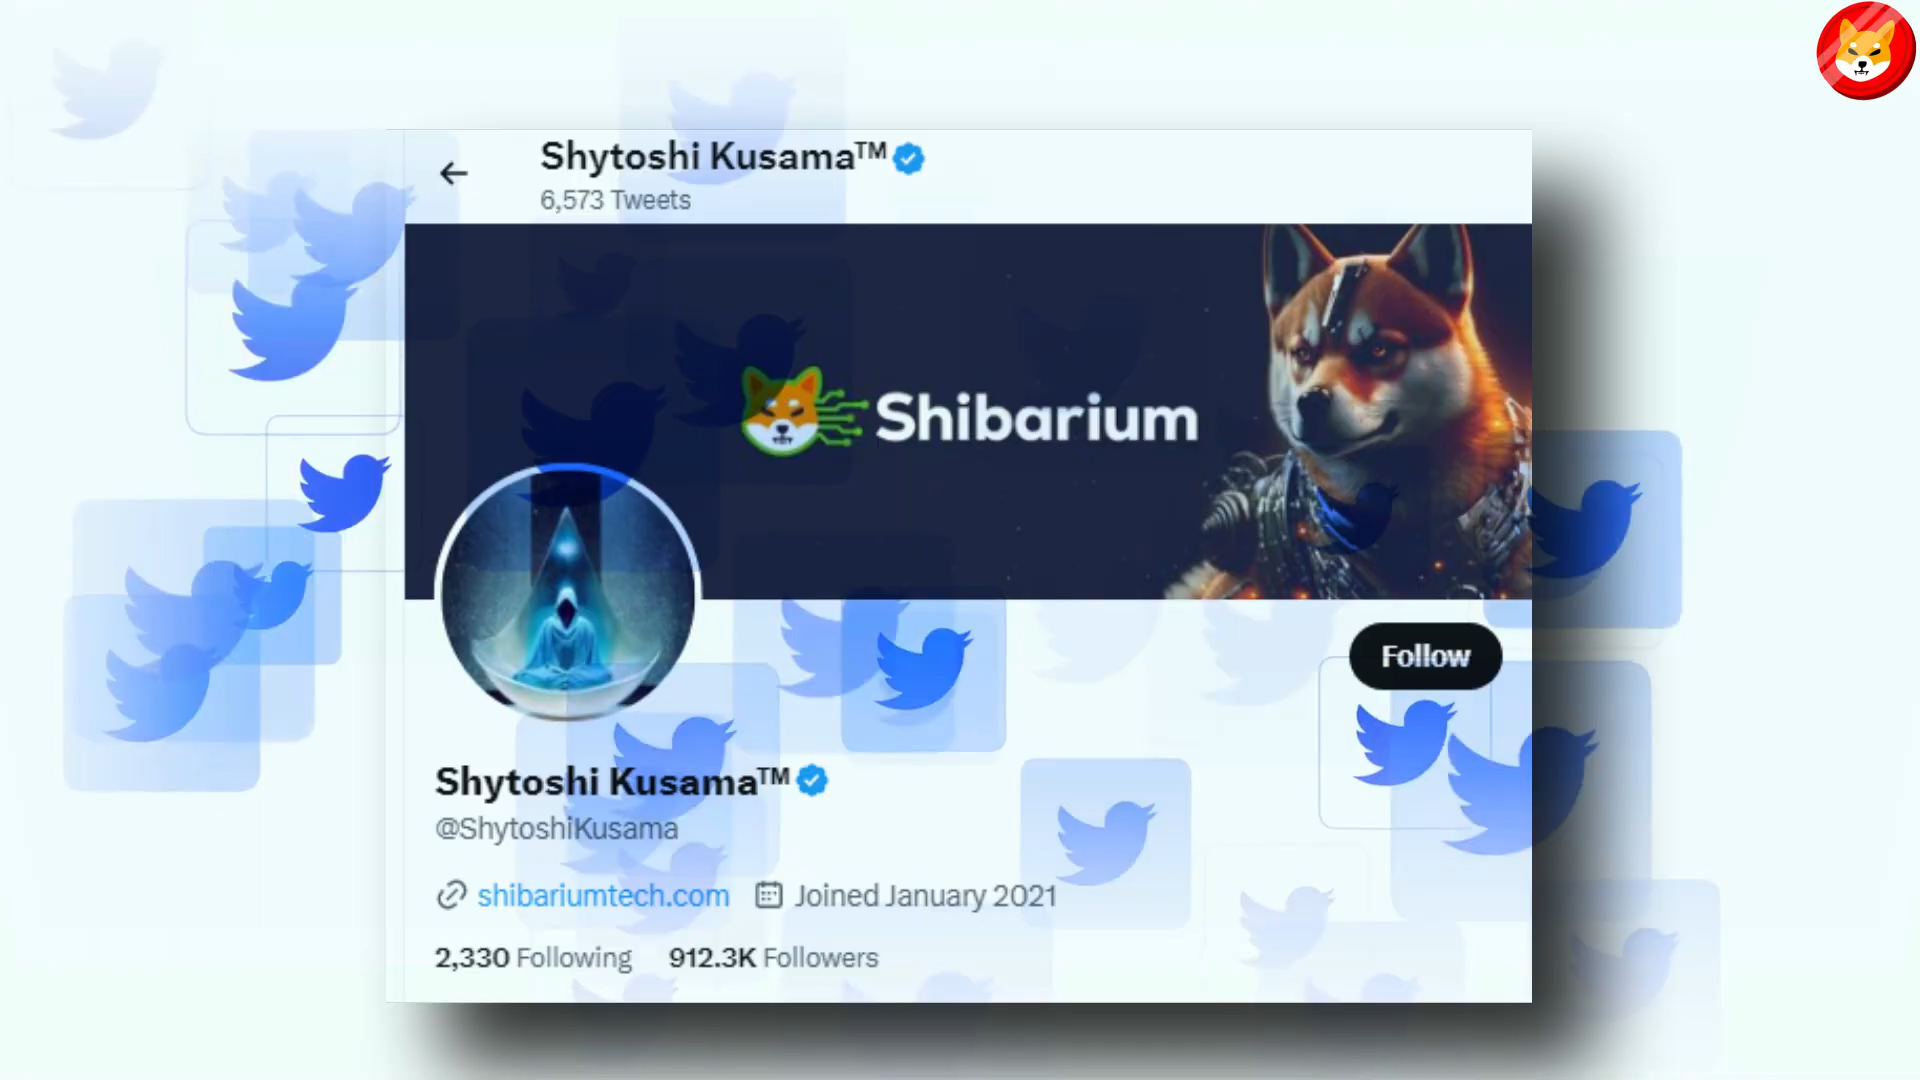 Shytoshi Kusama™
6,573 Tweets
Shibarium
Follow
Shytoshi Kusama™
@ShytoshiKusama
shibariumtech.com Joined January 2021
2,330 Following 912.3K Followers